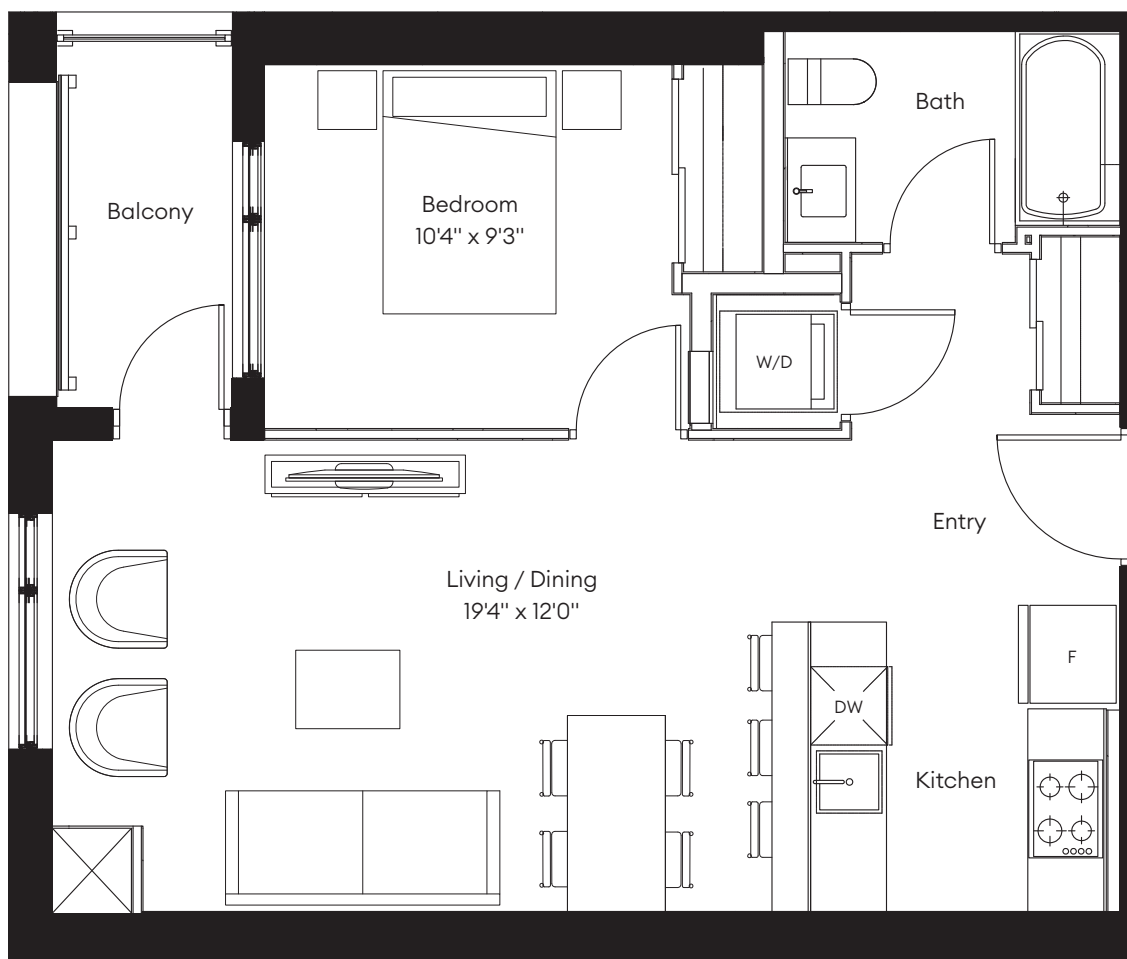 Bath
Balcony
Bedroom
10'4" x 9'3"
W/D
Entry
Living / Dining
19'4" x 12'0"
F
DW
Kitchen